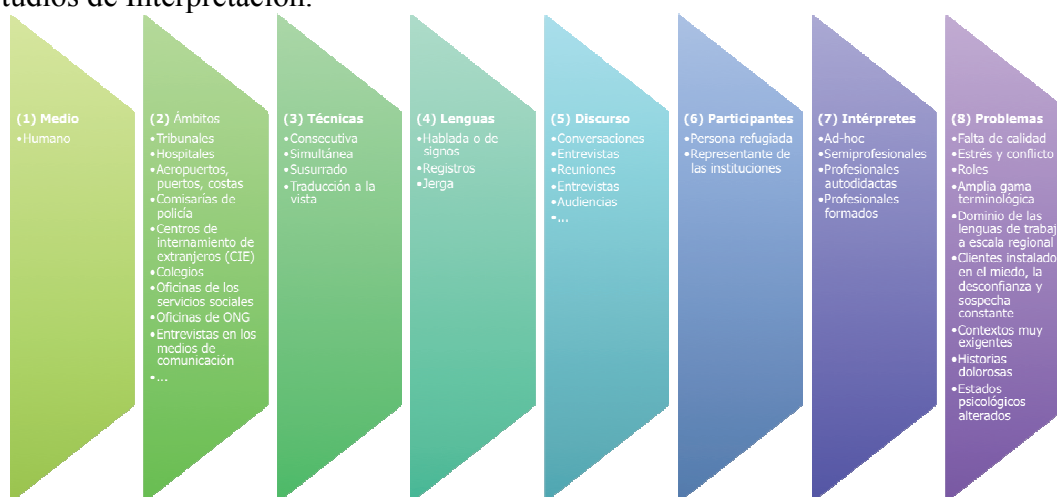 tudios de Interpretación.
(1) Medio
•Humano
(2) Ámbitos
•Tribunales
•Hospitales
•Aeropuertos,
puertos, costas
•Comisarías de
policía
•Centros de
internamiento de
extranjeros (CIE)
•Colegios
•Oficinas de los
servicios sociales
•Oficinas de ONG
•Entrevistas en los
medios de
comunicación
•...
(3) Técnicas
•Consecutiva
•Simultánea
•Susurrado
•Traducción a la
vista
(4) Lenguas
•Hablada o de
signos
•Registros
•Jerga
(5) Discurso
•Conversaciones
•Entrevistas
•Reuniones
•Entrevistas
•Audiencias
•...
(6) Participantes
•Persona refugiada
•Representante de
las instituciones
(7) Intérpretes
•Ad-hoc
•Semiprofesionales
•Profesionales
autodidactas
•Profesionales
formados
(8) Problemas
•Falta de calidad
•Estrés y conflicto
•Roles
•Amplia gama
terminológica
•Dominio de las
lenguas de trabaj
a escala regional
•Clientes instalado
en el miedo, la
desconfianza y
sospecha
constante
•Contextos muy
exigentes
•Historias
dolorosas
•Estados
psicológicos
alterados